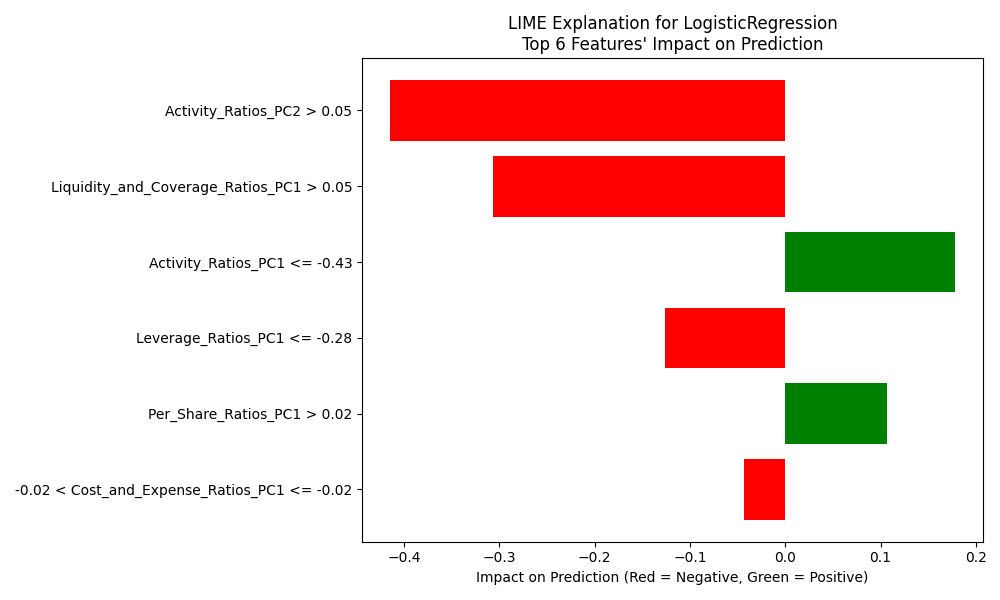 LIME Explanation for LogisticRegression
Top 6 Features' Impact on Prediction
Activity_Ratios_PC2 > 0.05
Liquidity_and_Coverage_Ratios_PC1 > 0.05
Activity_Ratios_PC1 <= -0.43
Leverage_Ratios_PC1 <= -0.28
Per_Share_Ratios_PC1 > 0.02
-0.02 < Cost_and_Expense_Ratios_PC1 <= -0.02
−0.4 −0.3 −0.2 −0.1 0.0 0.1 0.2
Impact on Prediction (Red = Negative, Green = Positive)